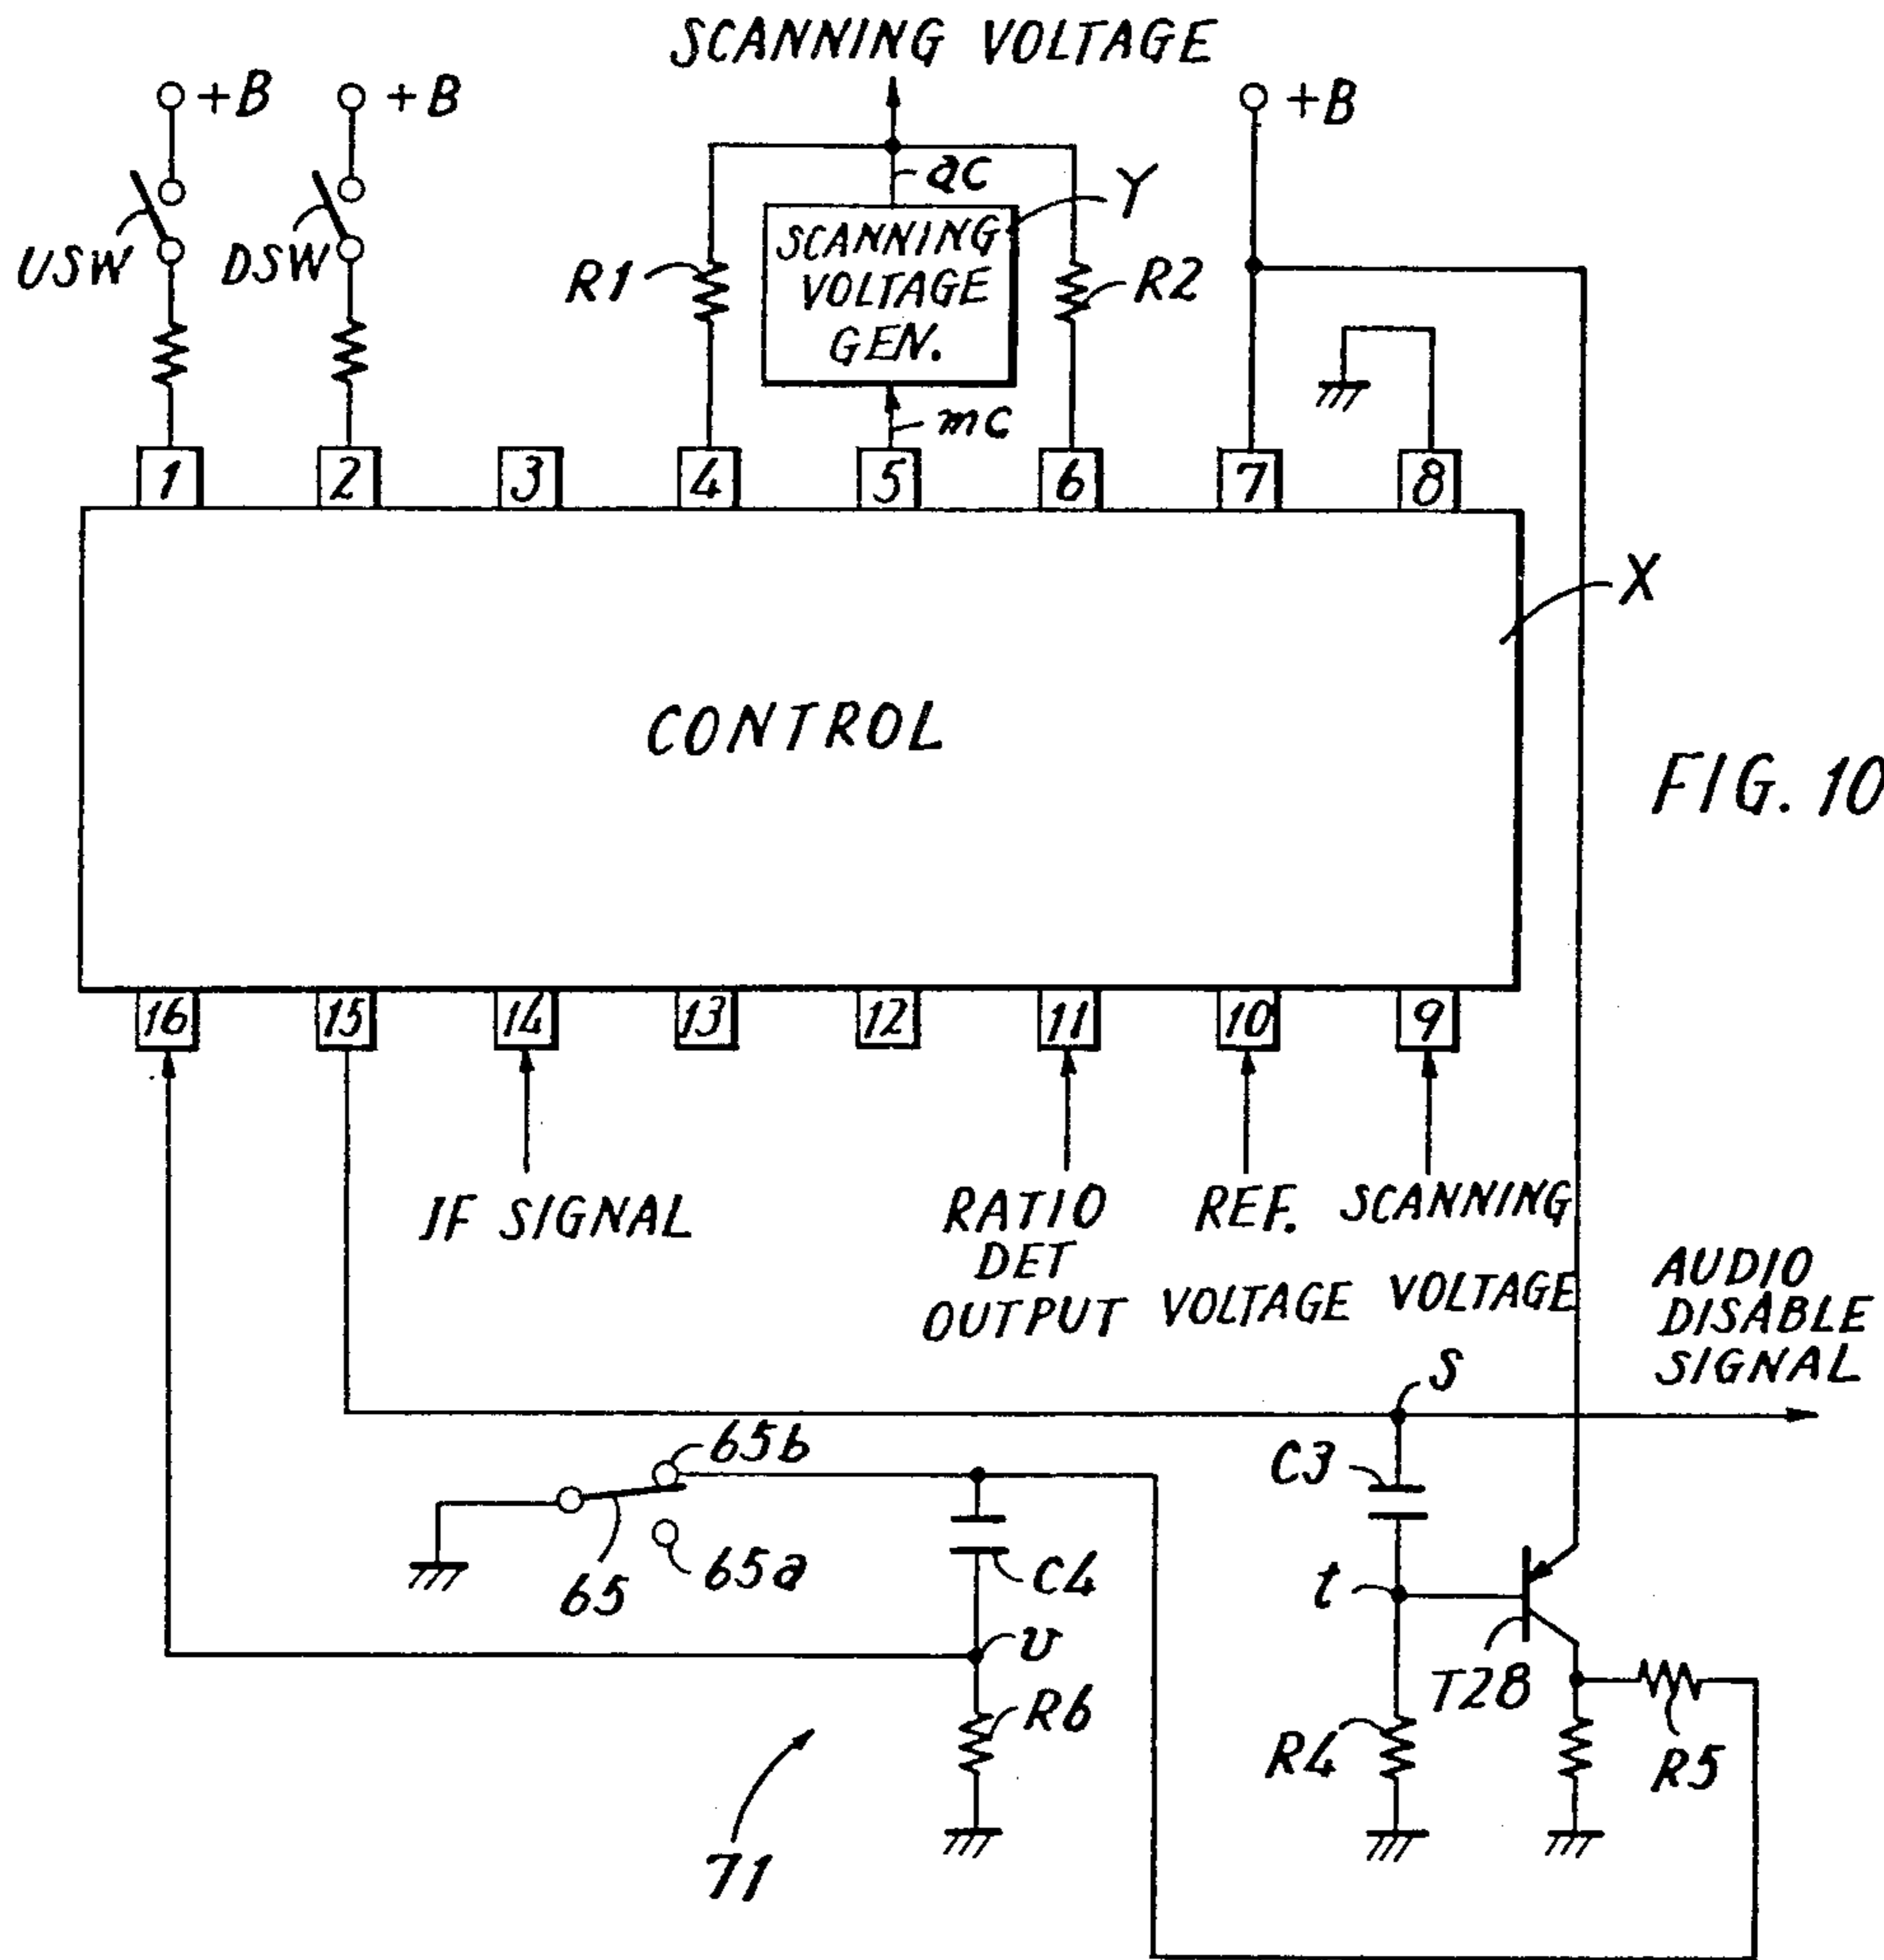 SCANNING VOLTAGE
+B
+B
+B
ac
Y
USW
DSW
R1
SCANNING
VOLTAGE
GEN.
R2
mc
1
2
3
4
5
6
7
8
X
CONTROL
FIG. 10
16
15
14
13
12
11
10
9
IF SIGNAL
RATIO
DET
OUTPUT
REF.
VOLTAGE
SCANNING
VOLTAGE
AUDIO
DISABLE
SIGNAL
S
65b
C3
65
65a
C4
t
v
T28
R6
R4
R5
71